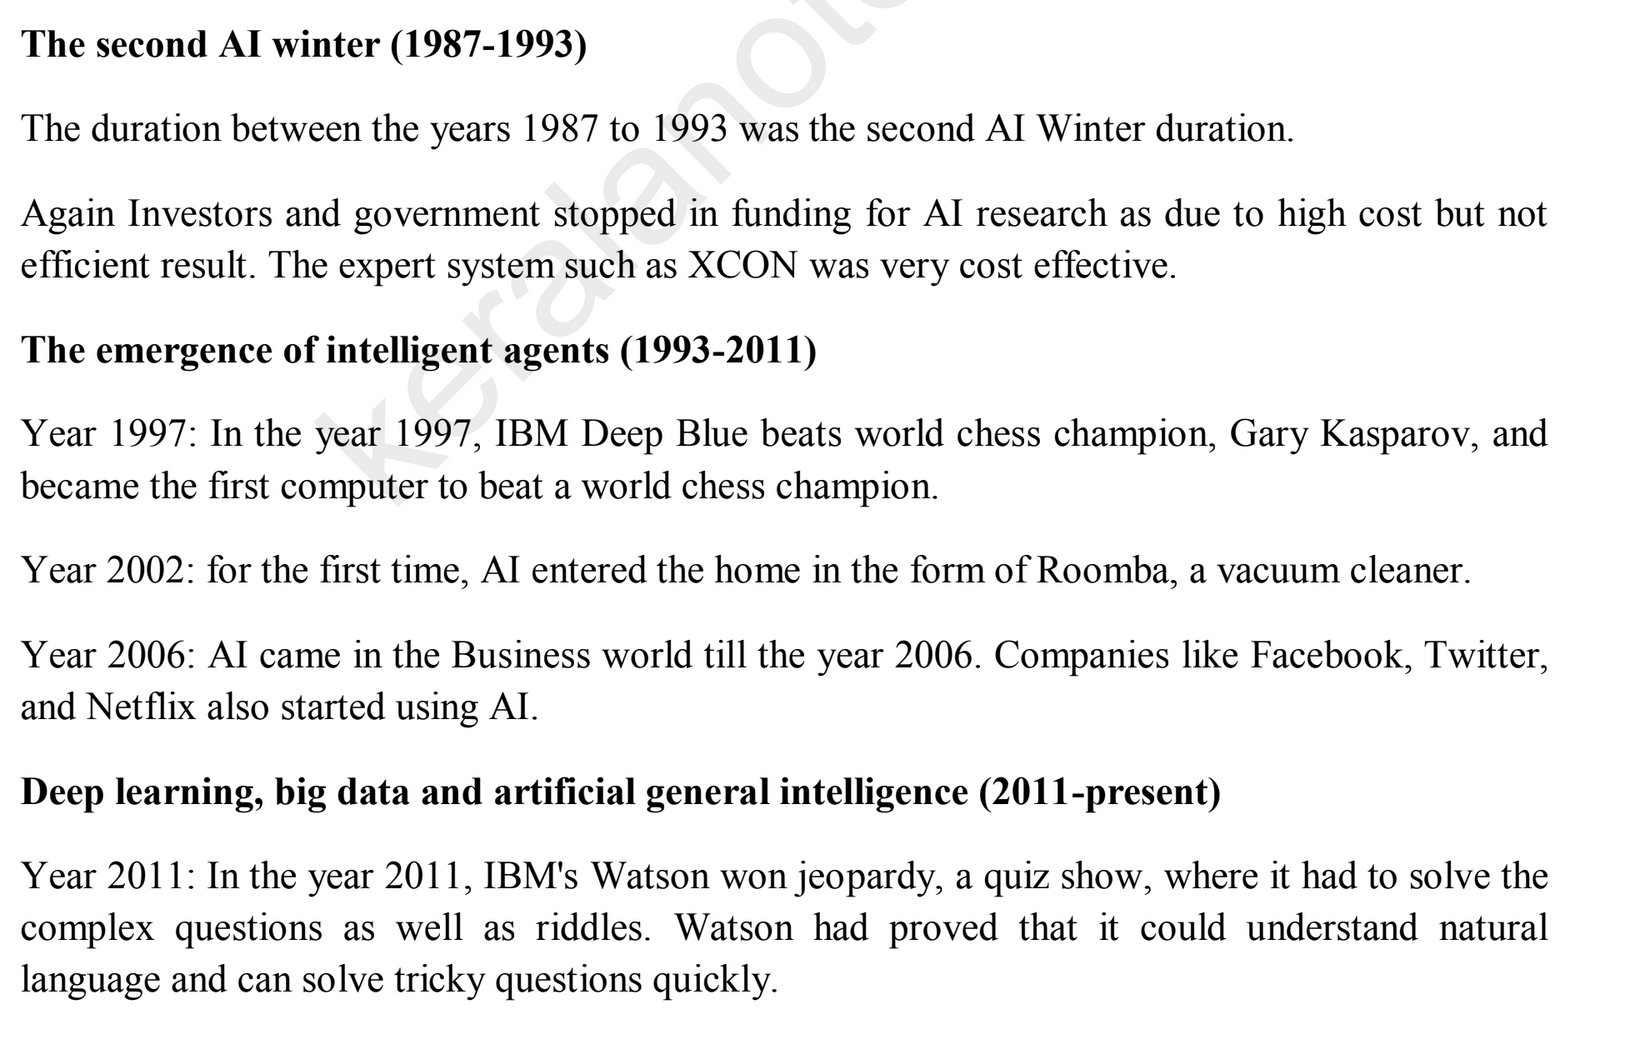 The second AI winter (1987-1993)
The duration between the years 1987 to 1993 was the second AI Winter duration.
Again Investors and government stopped in funding for AI research as due to high cost but not
efficient result. The expert system such as XCON was very cost effective.
The emergence of intelligent agents (1993-2011)
Year 1997: In the year 1997, IBM Deep Blue beats world chess champion, Gary Kasparov, and
became the first computer to beat a world chess champion.
Year 2002: for the first time, AI entered the home in the form of Roomba, a vacuum cleaner.
Year 2006: AI came in the Business world till the year 2006. Companies like Facebook, Twitter,
and Netflix also started using AI.
Deep learning, big data and artificial general intelligence (2011-present)
Year 2011: In the year 2011, IBM's Watson won jeopardy, a quiz show, where it had to solve the
complex questions as well as riddles. Watson had proved that it could understand natural
language and can solve tricky questions quickly.